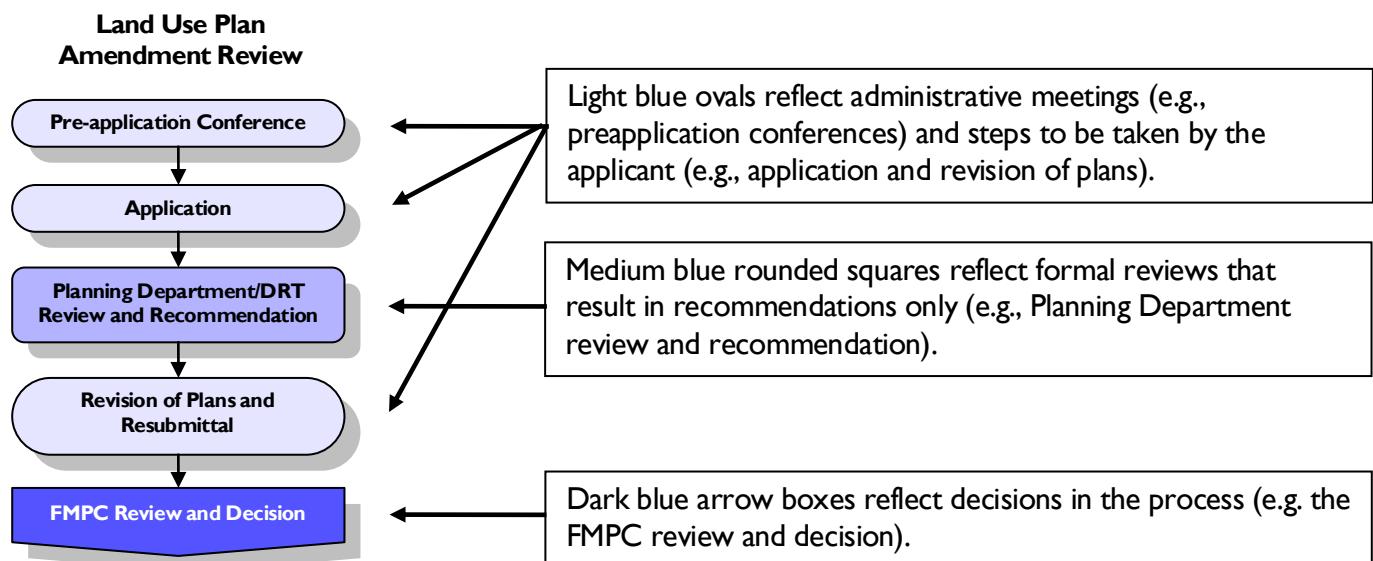 Land Use Plan
Amendment Review
Pre-application Conference
Application
Planning Department/DRT
Review and Recommendation
Revision of Plans and
Resubmittal
FMPC Review and Decision
Light blue ovals reflect administrative meetings (e.g.,
preapplication conferences) and steps to be taken by the
applicant (e.g., application and revision of plans).
Medium blue rounded squares reflect formal reviews that
result in recommendations only (e.g., Planning Department
review and recommendation).
Dark blue arrow boxes reflect decisions in the process (e.g. the
FMPC review and decision).